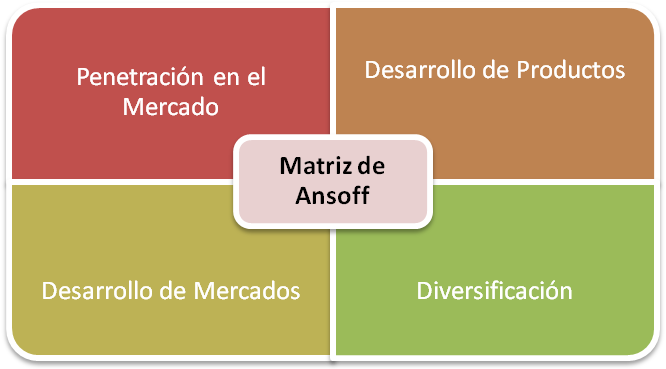 Penetración en el
Mercado
Desarrollo de Productos
Matriz de
Ansoff
Desarrollo de Mercados
Diversificación